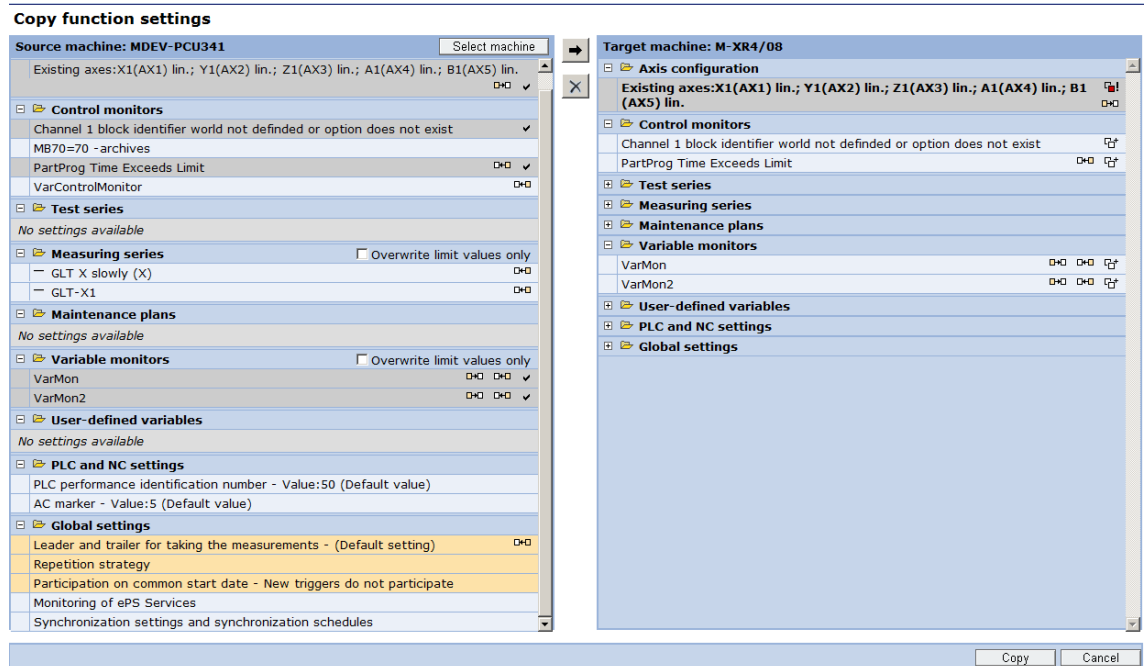 Copy function settings
Source machine: MDEV-PCU341
Select machine
Existing axes:X1(AX1) lin.; Y1(AX2) lin.; Z1(AX3) lin.; A1(AX4) lin.; B1(AX5) lin.
Control monitors
Channel 1 block identifier world not definded or option does not exist
MB70=70 -archives
PartProg Time Exceeds Limit
VarControlMonitor
Test series
No settings available
Measuring series
Overwrite limit values only
GLT X slowly (X)
GLT-X1
Maintenance plans
No settings available
Variable monitors
Overwrite limit values only
VarMon
VarMon2
User-defined variables
No settings available
PLC and NC settings
PLC performance identification number - Value:50 (Default value)
AC marker - Value:5 (Default value)
Global settings
Leader and trailer for taking the measurements - (Default setting)
Repetition strategy
Participation on common start date - New triggers do not participate
Monitoring of ePS Services
Synchronization settings and synchronization schedules
Target machine: M-XR4/08
Axis configuration
Existing axes:X1(AX1) lin.; Y1(AX2) lin.; Z1(AX3) lin.; A1(AX4) lin.; B1
(AX5) lin.
Control monitors
Channel 1 block identifier world not definded or option does not exist
PartProg Time Exceeds Limit
Test series
Measuring series
Maintenance plans
Variable monitors
VarMon
VarMon2
User-defined variables
PLC and NC settings
Global settings
Copy
Cancel